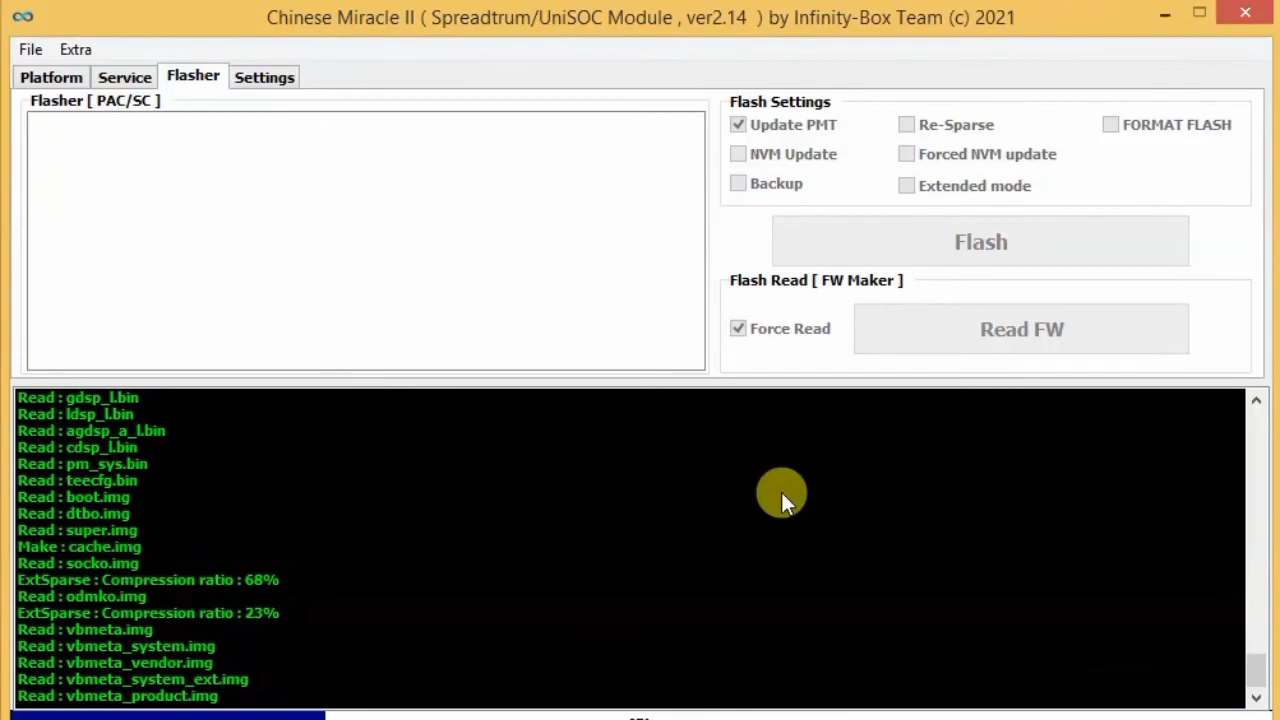 Chinese Miracle II ( Spreadtrum/UniSOC Module , ver2.14 ) by Infinity-Box Team (c) 2021
File Extra
Platform Service Flasher Settings
Flasher [ PAC/SC ]
Flash Settings
Update PMT Re-Sparse FORMAT FLASH
NVM Update Forced NVM update
Backup Extended mode
Flash
Flash Read [ FW Maker ]
Force Read Read FW
Read : gdsp_l.bin
Read : ldsp_l.bin
Read : agdsp_a_l.bin
Read : cdsp_l.bin
Read : pm_sys.bin
Read : teecfg.bin
Read : boot.img
Read : dtbo.img
Read : super.img
Make : cache.img
Read : socko.img
ExtSparse : Compression ratio : 68%
Read : odmko.img
ExtSparse : Compression ratio : 23%
Read : vbmeta.img
Read : vbmeta_system.img
Read : vbmeta_vendor.img
Read : vbmeta_system_ext.img
Read : vbmeta_product.img